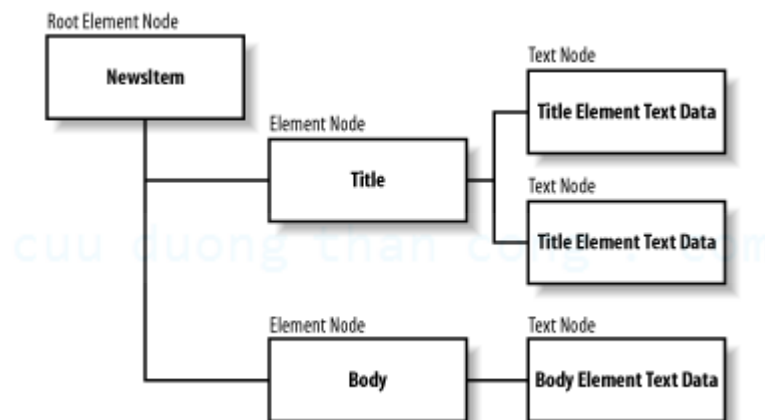 Root Element Node
NewsItem
Text Node
Title Element Text Data
Element Node
Title
Text Node
Title Element Text Data
cuu duong than cong . com
Element Node
Body
Text Node
Body Element Text Data